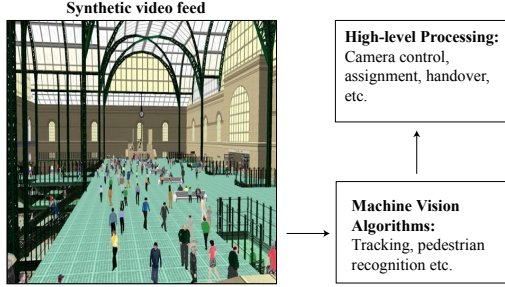 Synthetic video feed
High-level Processing:
Camera control,
assignment, handover,
etc.
Machine Vision
Algorithms:
Tracking, pedestrian
recognition etc.